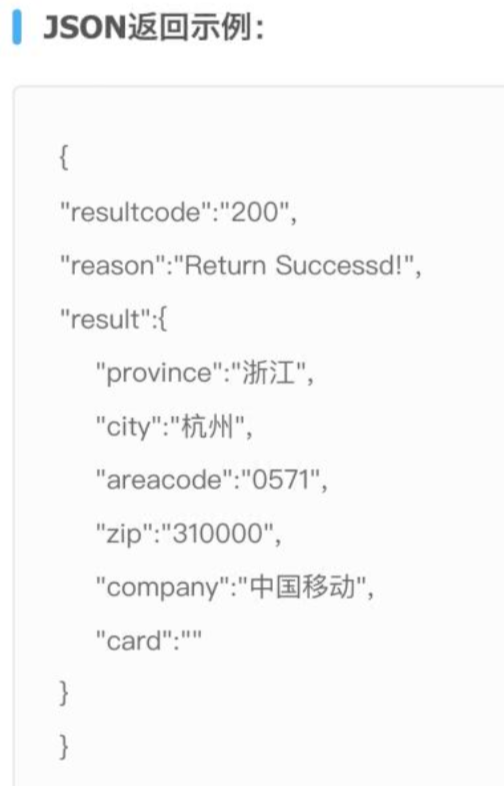 JSON返回示例：
{
"resultcode":"200",
"reason":"Return Successd!",
"result":{
"province":"浙江",
"city":"杭州",
"areacode":"0571",
"zip":"310000",
"company":"中国移动",
"card":""
}
}